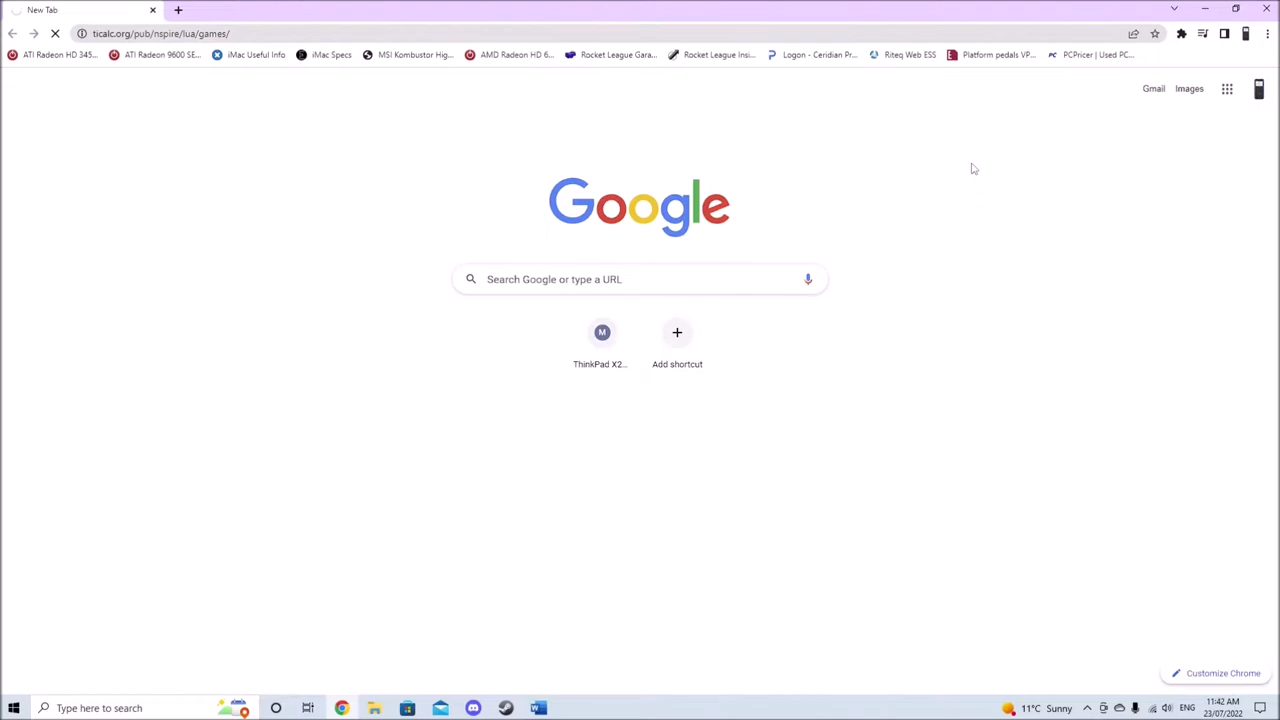 New Tab
ticalc.org/pub/nspire/lua/games/
ATI Radeon HD 345... ATI Radeon 9600 SE... iMac Useful Info iMac Specs MSI Kombustor Hig... AMD Radeon HD 6... Rocket League Gara... Rocket League Insi... Logon - Ceridian Pr... Riteq Web ESS Platform pedals VP... PCPricer | Used PC...
Gmail Images
Google
Search Google or type a URL
M
ThinkPad X2... Add shortcut
Customize Chrome
Type here to search 11°C Sunny ENG 11:42 AM
23/07/2022